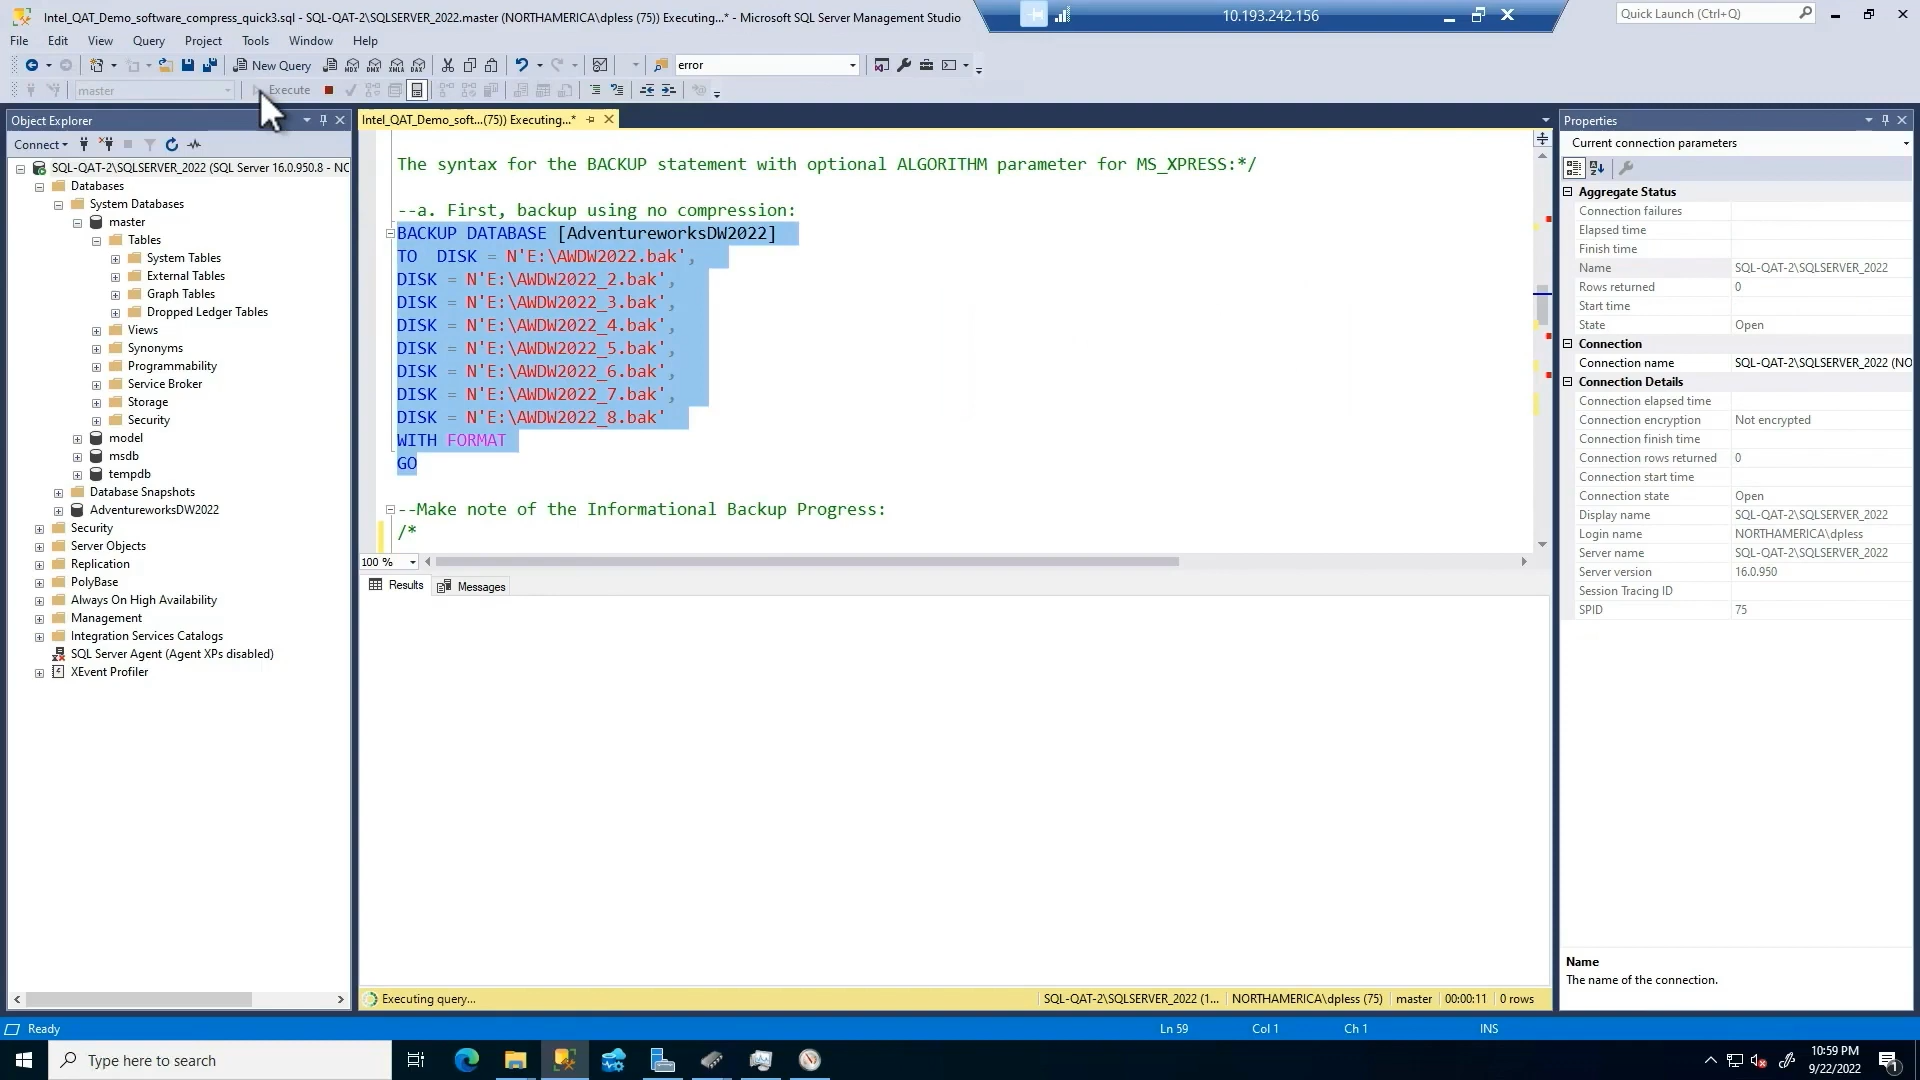 Intel_QAT_Demo_software_compress_quick3.sql - SQL-QAT-2\SQLSERVER_2022.master (NORTHAMERICA\dpless (75)) Executing...* - Microsoft SQL Server Management Studio
10.193.242.156
Quick Launch (Ctrl+Q)
File Edit View Query Project Tools Window Help
New Query
MDX DMX XMLA DAX
error
master
Execute
Object Explorer
Connect
SQL-QAT-2\SQLSERVER_2022 (SQL Server 16.0.950.8 - NO
Databases
System Databases
master
Tables
System Tables
External Tables
Graph Tables
Dropped Ledger Tables
Views
Synonyms
Programmability
Service Broker
Storage
Security
model
msdb
tempdb
Database Snapshots
AdventureworksDW2022
Security
Server Objects
Replication
PolyBase
Always On High Availability
Management
Integration Services Catalogs
SQL Server Agent (Agent XPs disabled)
XEvent Profiler
Intel_QAT_Demo_soft...(75)) Executing...*
The syntax for the BACKUP statement with optional ALGORITHM parameter for MS_XPRESS:*/
--a. First, backup using no compression:
BACKUP DATABASE [AdventureworksDW2022]
TO  DISK = N'E:\AWDW2022.bak',
DISK = N'E:\AWDW2022_2.bak',
DISK = N'E:\AWDW2022_3.bak',
DISK = N'E:\AWDW2022_4.bak',
DISK = N'E:\AWDW2022_5.bak',
DISK = N'E:\AWDW2022_6.bak',
DISK = N'E:\AWDW2022_7.bak',
DISK = N'E:\AWDW2022_8.bak'
WITH FORMAT
GO
--Make note of the Informational Backup Progress:
/*
100 %
Results Messages
Executing query...
SQL-QAT-2\SQLSERVER_2022 (1... NORTHAMERICA\dpless (75) master 00:00:11 0 rows
Properties
Current connection parameters
Aggregate Status
Connection failures
Elapsed time
Finish time
Name SQL-QAT-2\SQLSERVER_2022
Rows returned 0
Start time
State Open
Connection
Connection name SQL-QAT-2\SQLSERVER_2022 (NO
Connection Details
Connection elapsed time
Connection encryption Not encrypted
Connection finish time
Connection rows returned 0
Connection start time
Connection state Open
Display name SQL-QAT-2\SQLSERVER_2022
Login name NORTHAMERICA\dpless
Server name SQL-QAT-2\SQLSERVER_2022
Server version 16.0.950
Session Tracing ID
SPID 75
Name
The name of the connection.
Ready
Ln 59 Col 1 Ch 1 INS
Type here to search
10:59 PM
9/22/2022
1